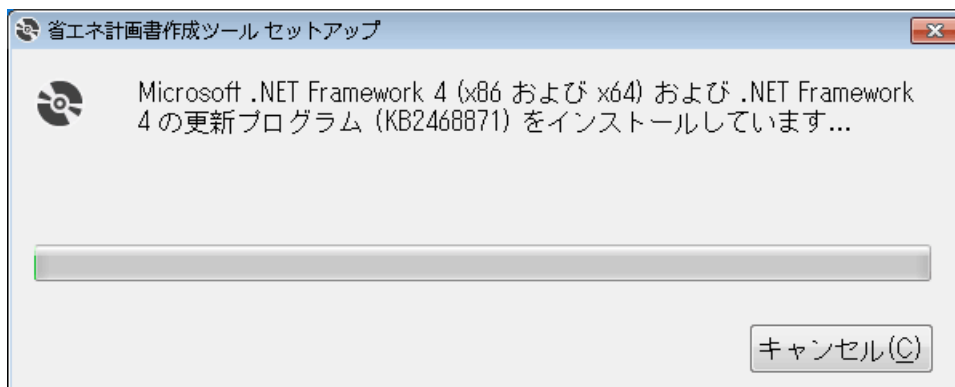 省エネ計画書作成ツール セットアップ
Microsoft .NET Framework 4 (x86 および x64) および .NET Framework
4 の更新プログラム (KB2468871) をインストールしています...
キャンセル(C)